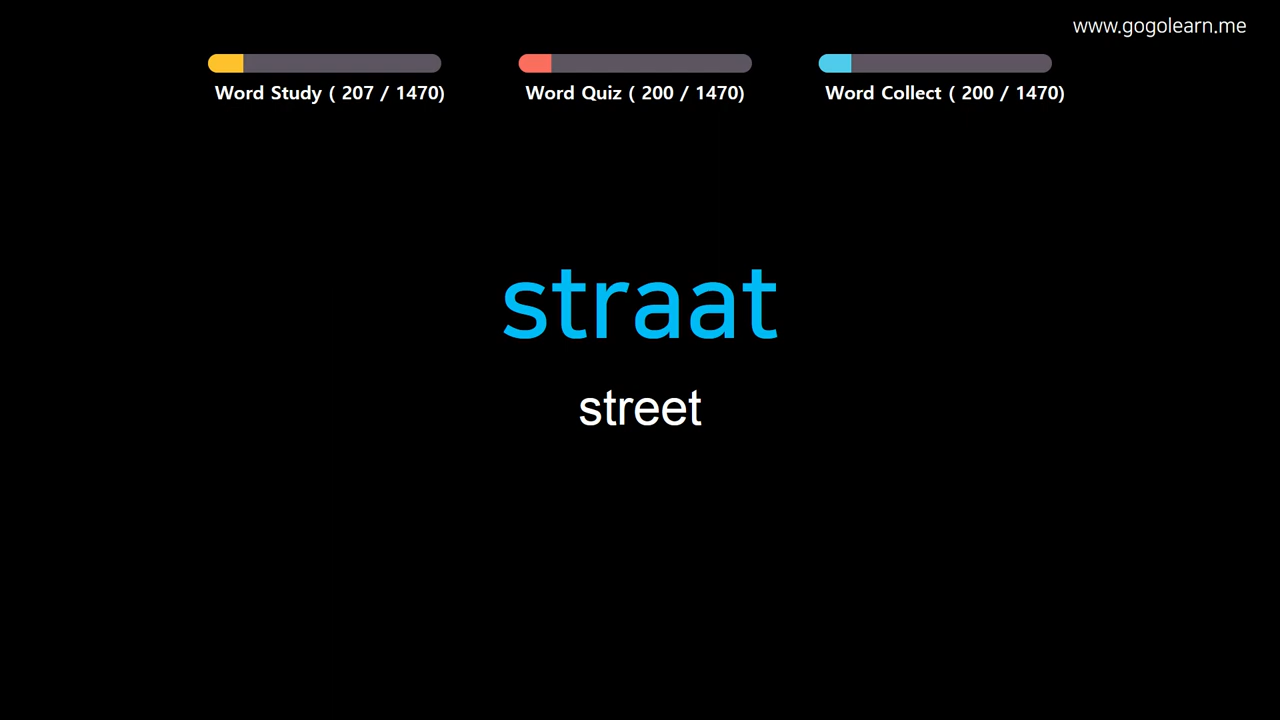 www.gogolearn.me
Word Study ( 207 / 1470)
Word Quiz ( 200 / 1470)
Word Collect ( 200 / 1470)
straat
street